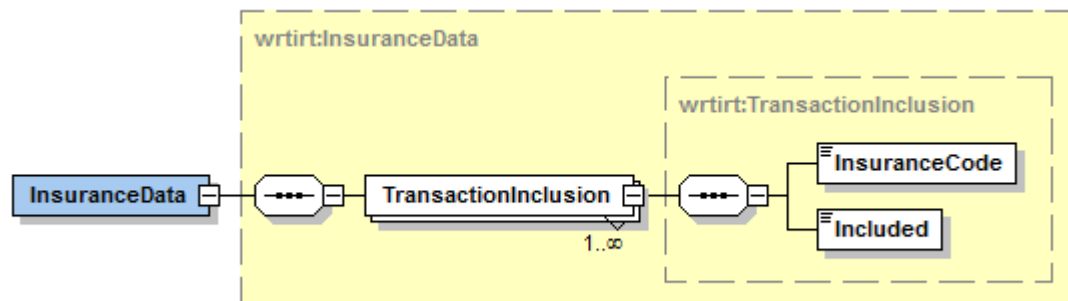 wrtirt:InsuranceData
wrtirt:TransactionInclusion
InsuranceCode
InsuranceData
TransactionInclusion
1..∞
Included